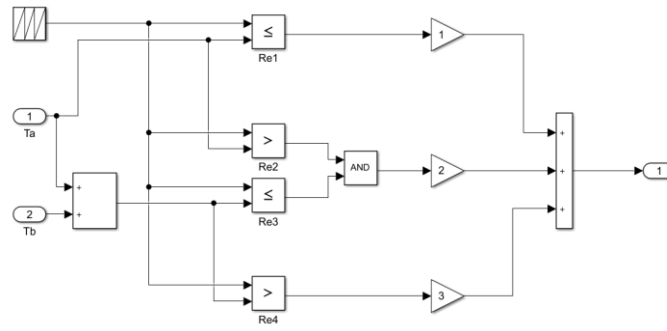 ≤
Re1
1
1
Ta
>
Re2
AND
2
+
+
+
1
+
+
≤
Re3
2
Tb
>
Re4
3